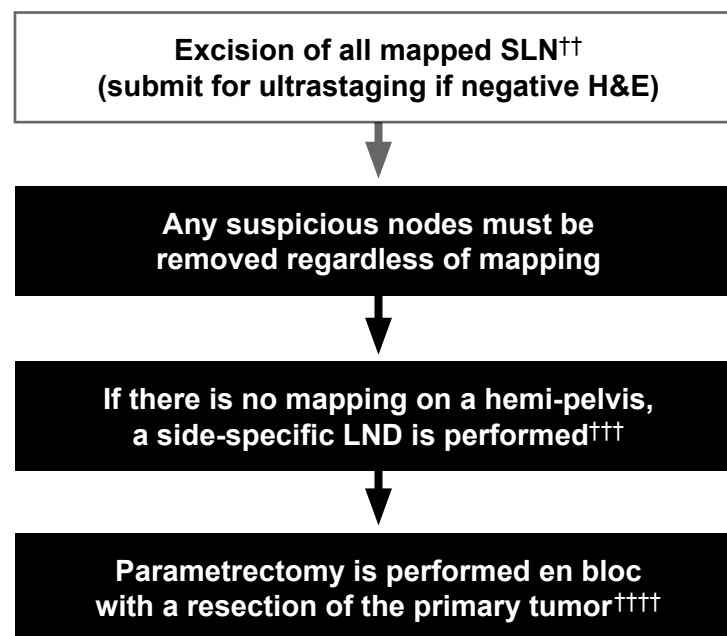 Excision of all mapped SLN††
(submit for ultrastaging if negative H&E)
Any suspicious nodes must be
removed regardless of mapping
If there is no mapping on a hemi-pelvis,
a side-specific LND is performed†††
Parametrectomy is performed en bloc
with a resection of the primary tumor††††